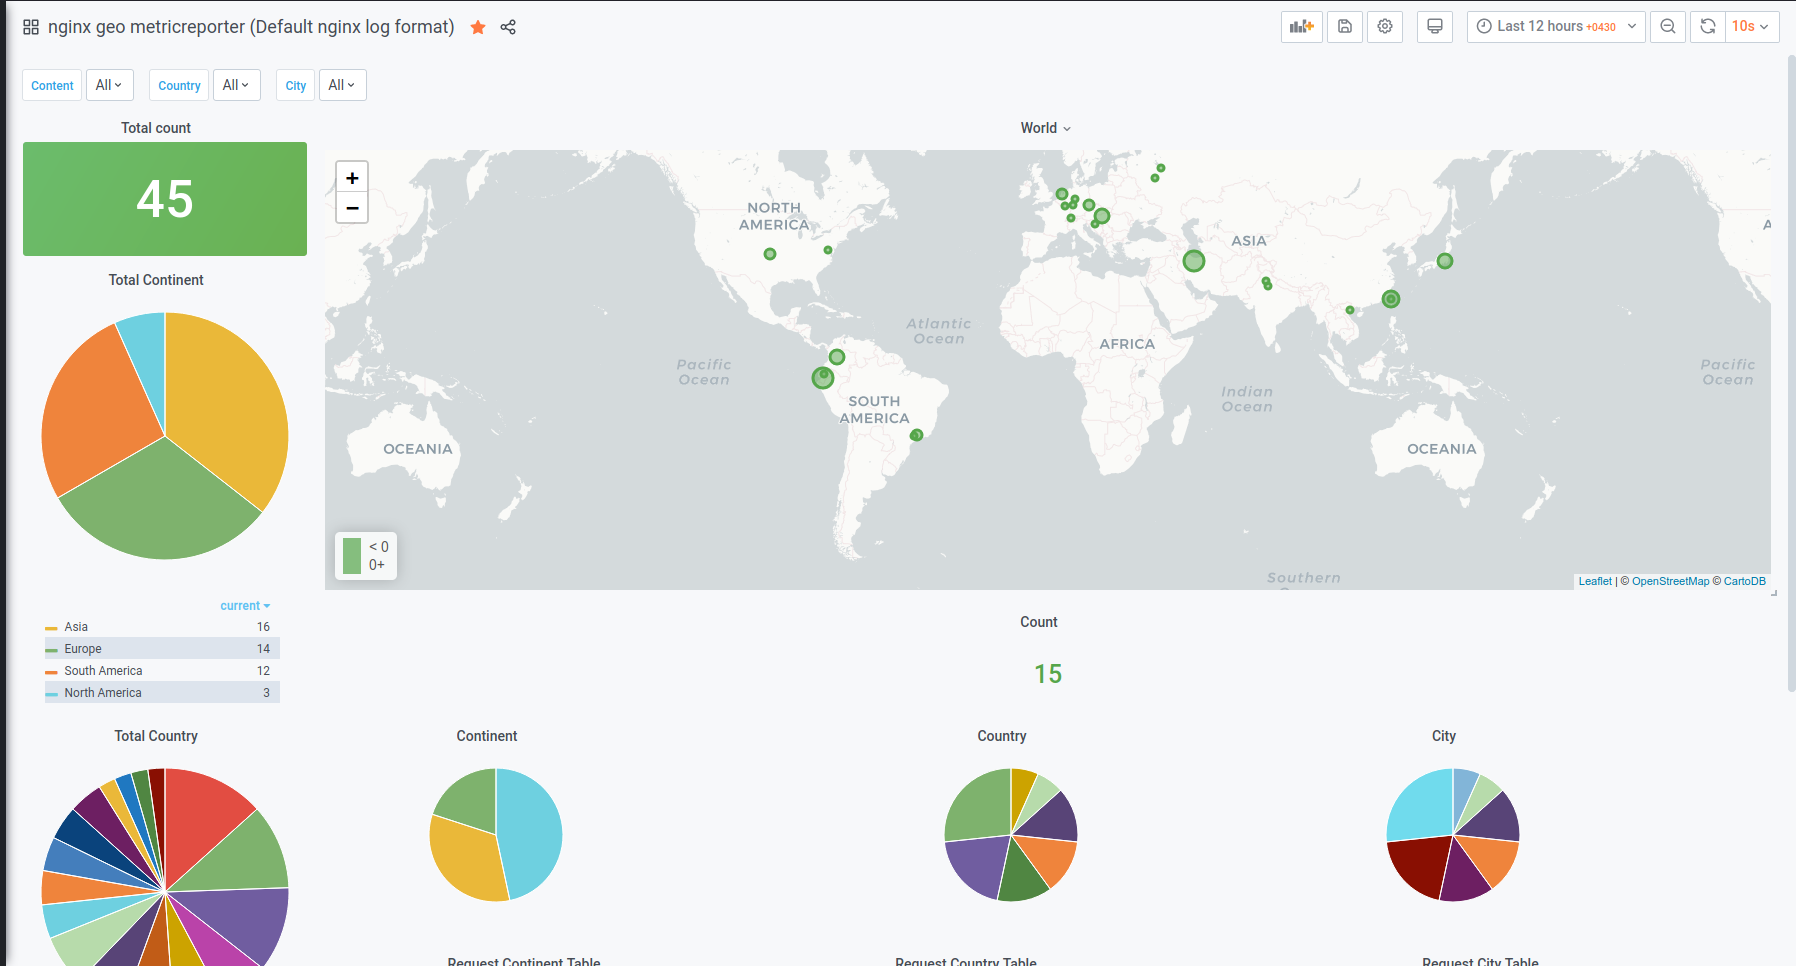 nginx geo metricreporter (Default nginx log format)
Last 12 hours +0430
10s
Content All Country All City All
Total count
45
World
+
−
NORTH AMERICA
ASIA
A
Atlantic Ocean
AFRICA
Pacific Ocean
Pacific Ocean
Indian Ocean
SOUTH AMERICA
OCEANIA
OCEANIA
Southern
< 0
0+
Leaflet | © OpenStreetMap © CartoDB
Total Continent
current
Asia 16
Europe 14
South America 12
North America 3
Count
15
Total Country
Continent
Country
City
Request Continent Table
Request Country Table
Request City Table